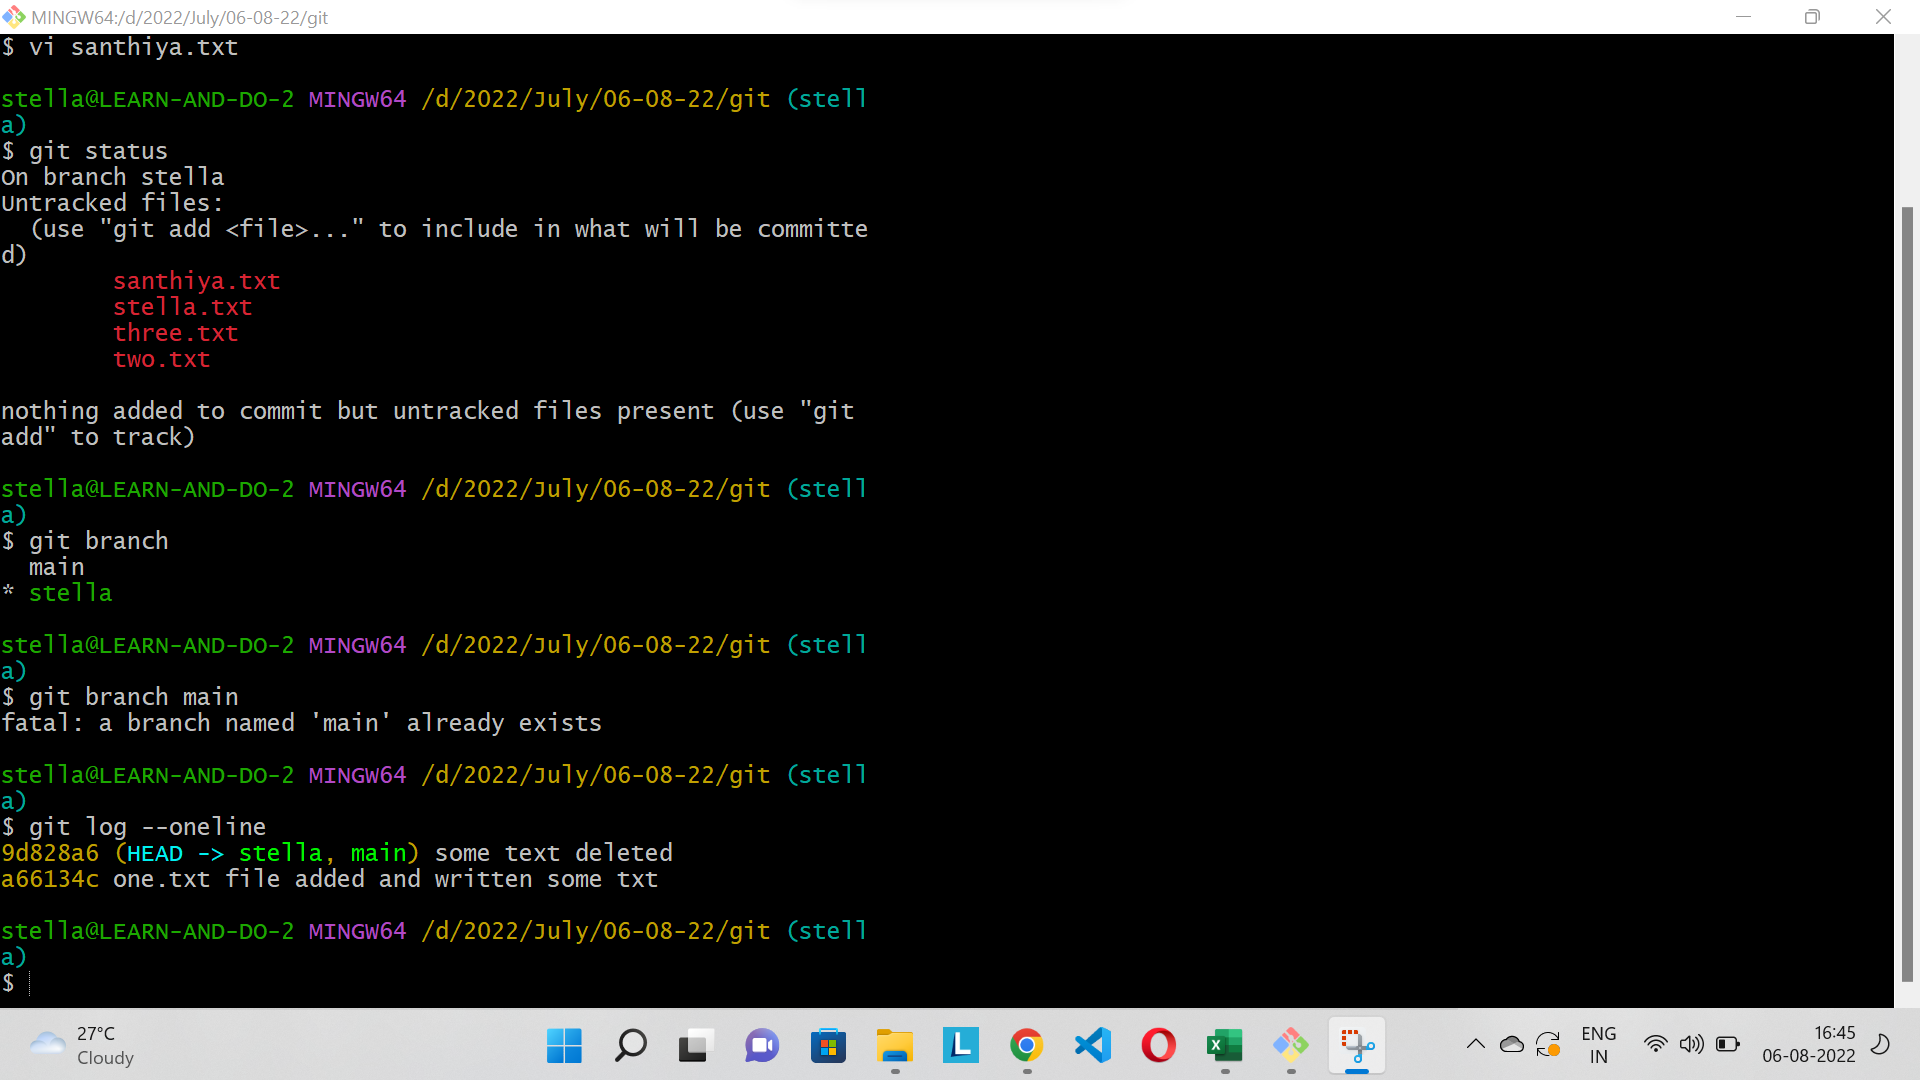 MINGW64:/d/2022/July/06-08-22/git
$ vi santhiya.txt
stella@LEARN-AND-DO-2 MINGW64 /d/2022/July/06-08-22/git (stell
a)
$ git status
On branch stella
Untracked files:
  (use "git add <file>..." to include in what will be committe
d)
        santhiya.txt
        stella.txt
        three.txt
        two.txt
nothing added to commit but untracked files present (use "git
add" to track)
stella@LEARN-AND-DO-2 MINGW64 /d/2022/July/06-08-22/git (stell
a)
$ git branch
  main
* stella
stella@LEARN-AND-DO-2 MINGW64 /d/2022/July/06-08-22/git (stell
a)
$ git branch main
fatal: a branch named 'main' already exists
stella@LEARN-AND-DO-2 MINGW64 /d/2022/July/06-08-22/git (stell
a)
$ git log --oneline
9d828a6 (HEAD -> stella, main) some text deleted
a66134c one.txt file added and written some txt
stella@LEARN-AND-DO-2 MINGW64 /d/2022/July/06-08-22/git (stell
a)
$
27°C
Cloudy
L
X
ENG
IN
16:45
06-08-2022